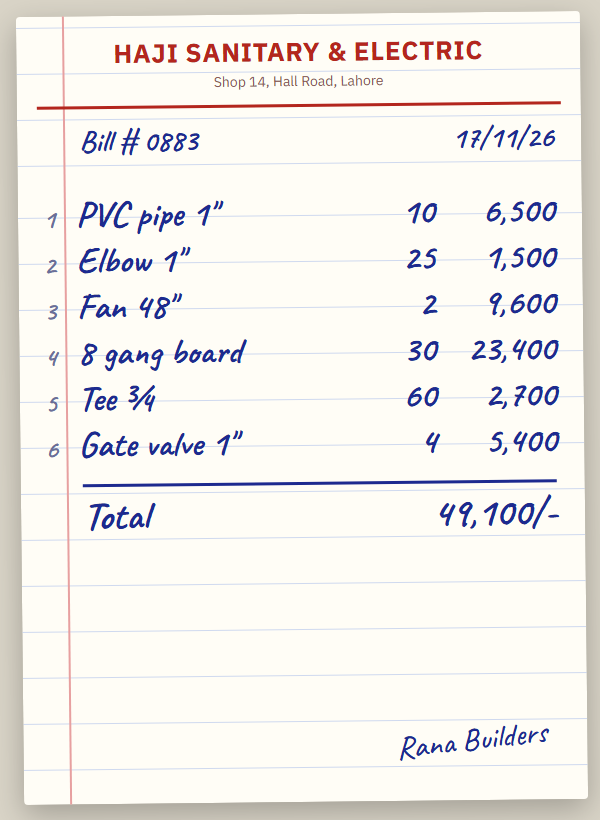 HAJI SANITARY & ELECTRIC
Shop 14, Hall Road, Lahore
Bill # 0883 17/11/26
1 PVC pipe 1" 10 6,500
2 Elbow 1" 25 1,500
3 Fan 48" 2 9,600
4 8 gang board 30 23,400
5 Tee ¾ 60 2,700
6 Gate valve 1" 4 5,400
Total 49,100/-
Rana Builders